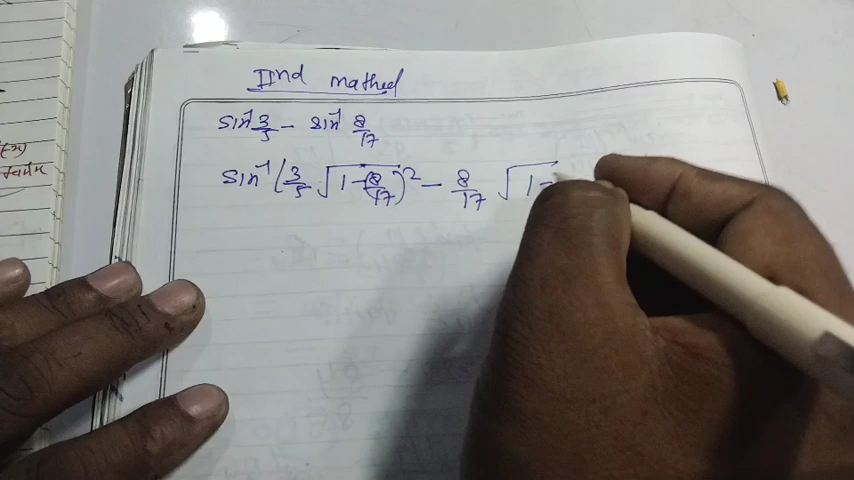 IInd mathed
sin⁻¹ 3/5 - sin⁻¹ 8/17
sin⁻¹ (3/5 √1-(8/17)² - 8/17 √1-
(x)
tanx